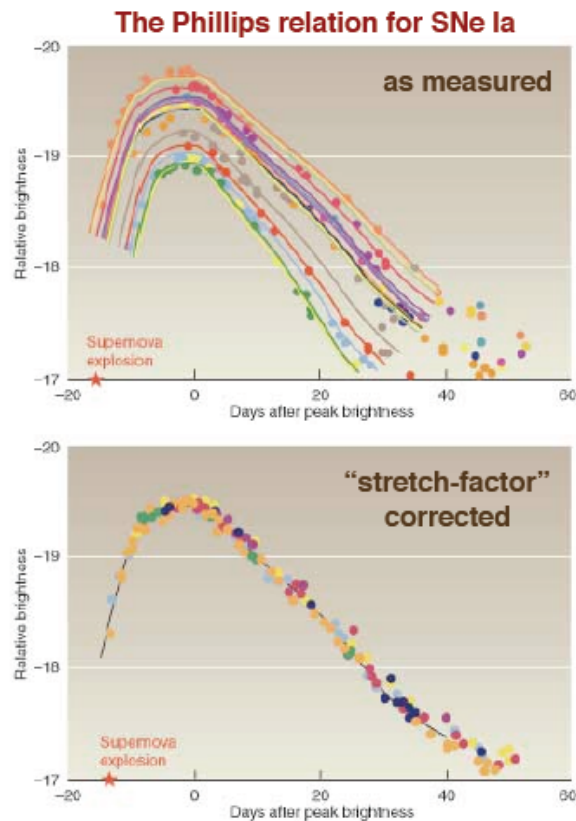 The Phillips relation for SNe Ia
as measured
Relative brightness
−20
−19
−18
−17
Supernova
explosion
−20
0
20
40
60
Days after peak brightness
"stretch-factor"
corrected
Relative brightness
−20
−19
−18
−17
Supernova
explosion
−20
0
20
40
60
Days after peak brightness